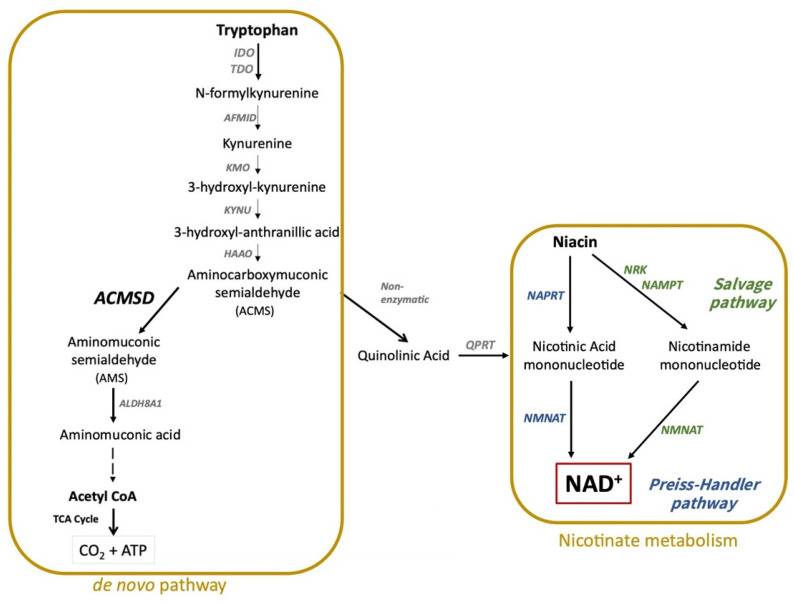 Tryptophan
IDO
TDO
N-formylkynurenine
AFMID
Kynurenine
KMO
3-hydroxyl-kynurenine
KYNU
3-hydroxyl-anthranillic acid
HAAO
Aminocarboxymuconic
semialdehyde
(ACMS)
ACMSD
Aminomuconic
semialdehyde
(AMS)
ALDH8A1
Aminomuconic acid
Acetyl CoA
TCA Cycle
CO₂ + ATP
de novo pathway
Non-
enzymatic
Quinolinic Acid
QPRT
Niacin
NAPRT
NRK
NAMPT
Salvage
pathway
Nicotinic Acid
mononucleotide
Nicotinamide
mononucleotide
NMNAT
NMNAT
NAD⁺
Preiss-Handler
pathway
Nicotinate metabolism